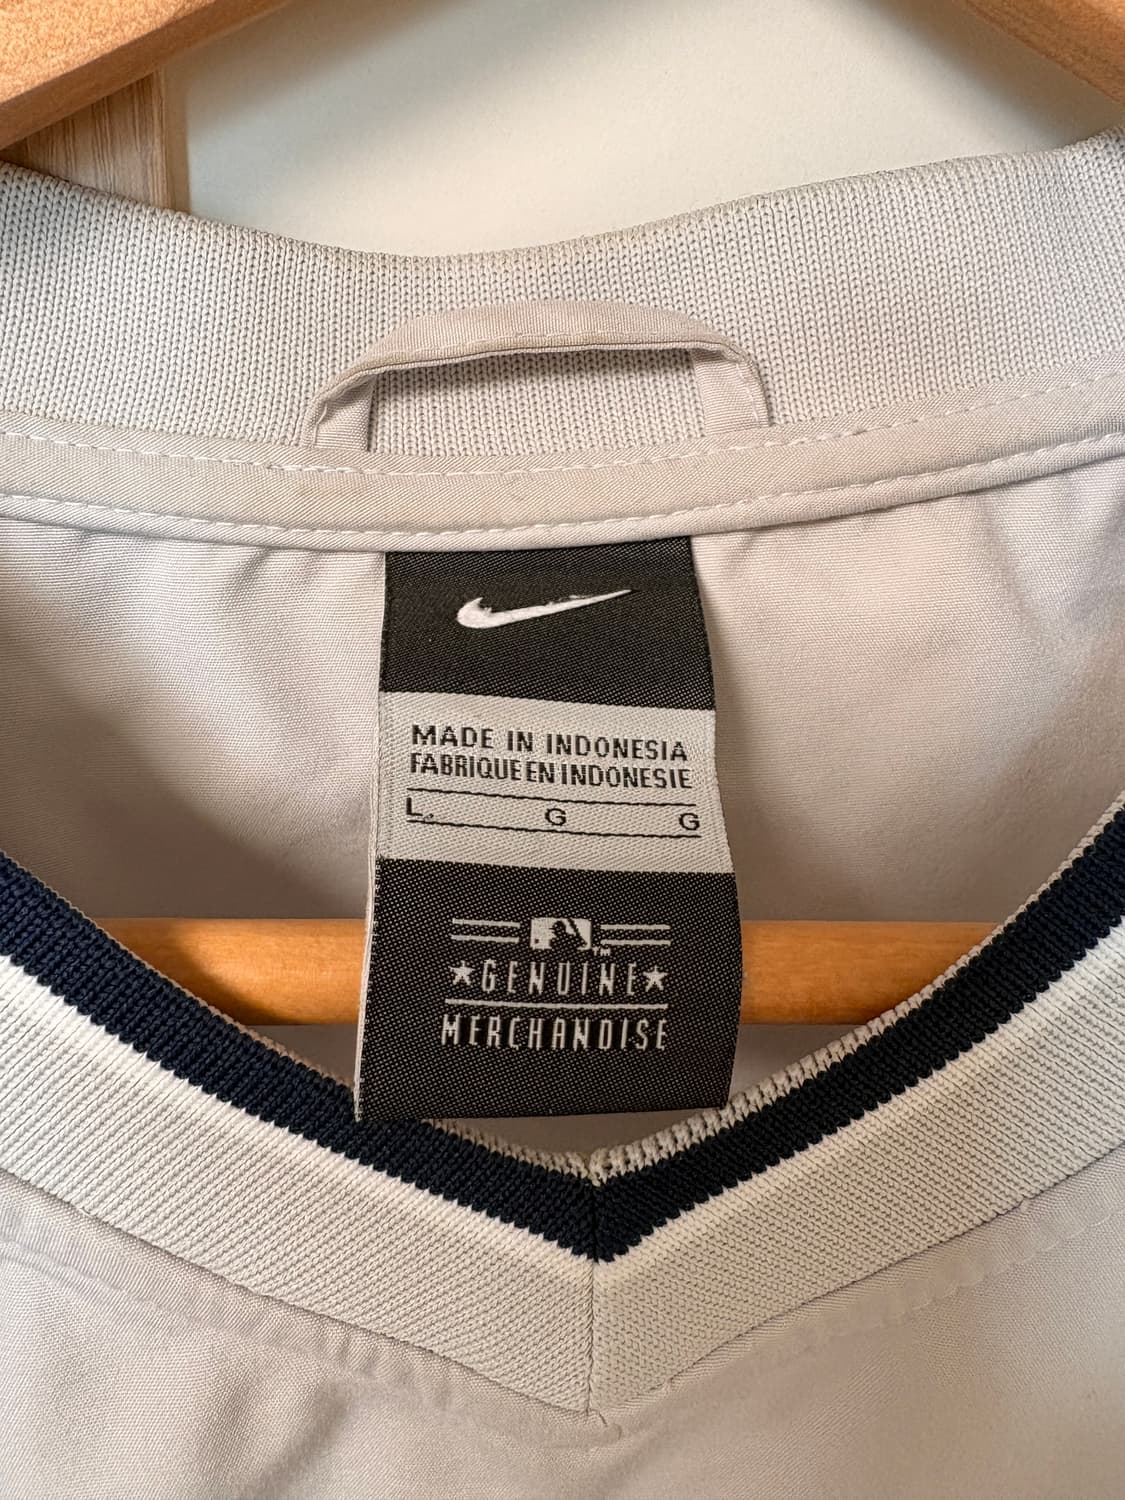 MADE IN INDONESIA
FABRIQUE EN INDONESIE
L. G G
GENUINE
MERCHANDISE